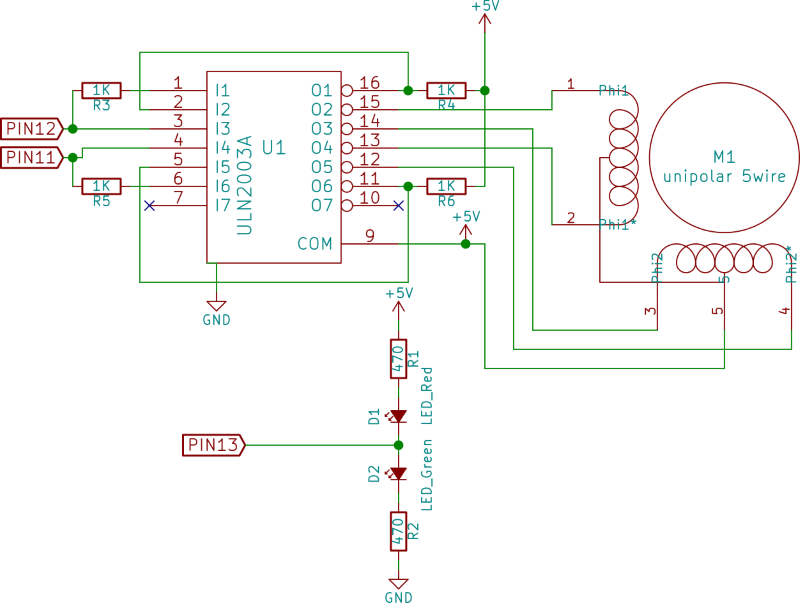 +5V
1K
R3
1
2
3
4
5
6
7
I1
I2
I3
I4
I5
I6
I7
ULN2003A
U1
O1
O2
O3
O4
O5
O6
O7
COM
16
15
14
13
12
11
10
9
1K
R4
PIN12
PIN11
1K
R5
1K
R6
+5V
GND
1
Phi1
2
Phi1*
M1
unipolar 5wire
Phi2
5
Phi2*
3
5
4
+5V
470
R1
D1
LED_Red
PIN13
D2
LED_Green
470
R2
GND